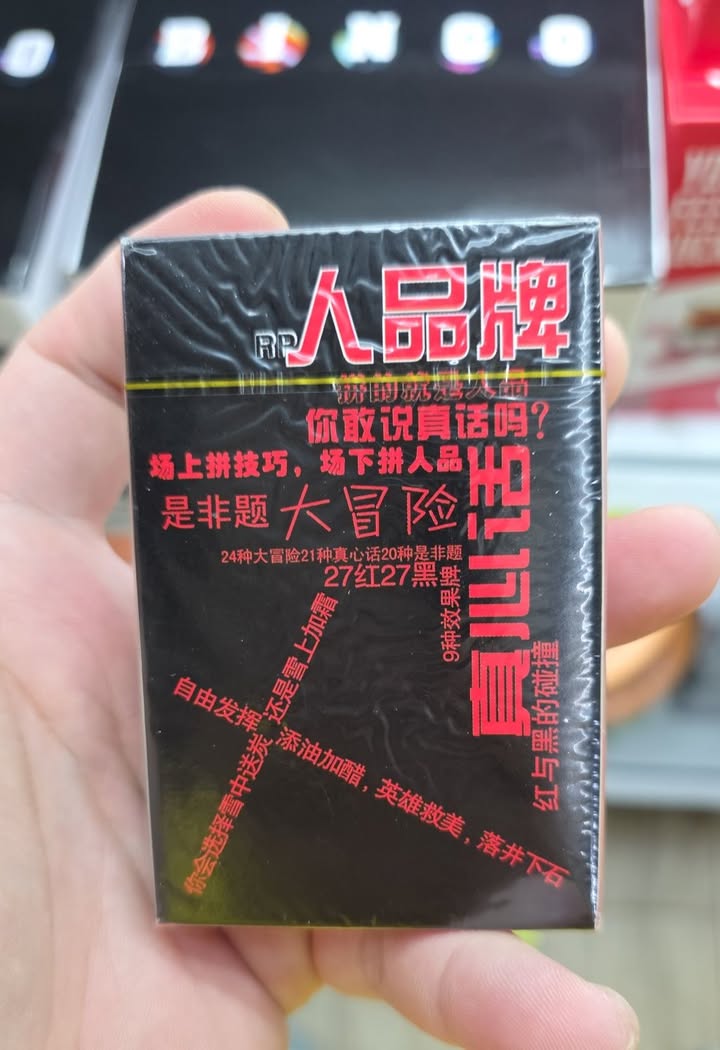 BINGO
RP人品牌
拼的就是人品
你敢说真话吗?
场上拼技巧，场下拼人品
真心话
是非题
大冒险
24种大冒险21种真心话20种是非题
27红27黑
9种效果牌
红与黑的碰撞
你会选择雪中送炭 还是雪上加霜
自由发挥，添油加醋，英雄救美，落井下石